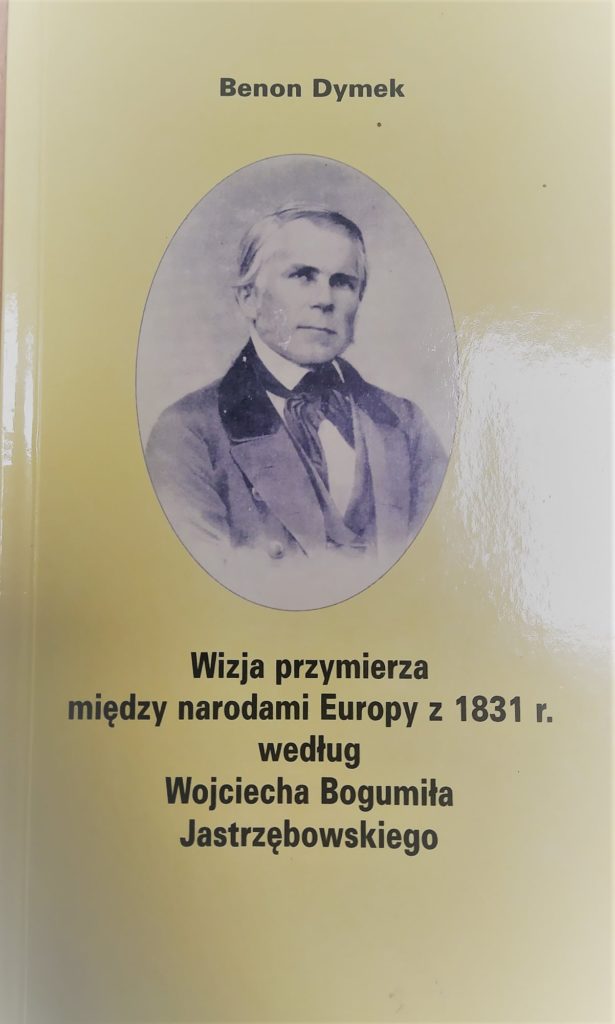 Benon Dymek
Wizja przymierza
między narodami Europy z 1831 r.
według
Wojciecha Bogumiła
Jastrzębowskiego